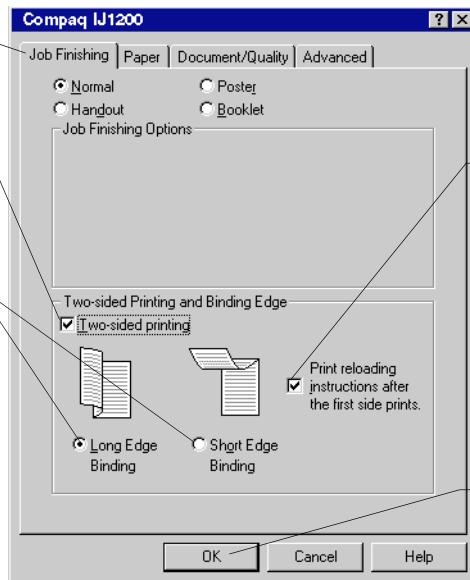 Compaq IJ1200
Job Finishing Paper Document/Quality Advanced
Normal Poster
Handout Booklet
Job Finishing Options
Two-sided Printing and Binding Edge
Two-sided printing
Print reloading
instructions after
the first side prints.
Long Edge
Binding
Short Edge
Binding
OK Cancel Help